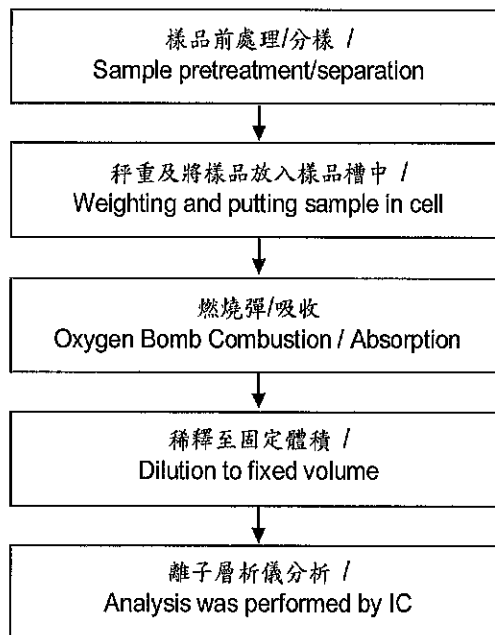 樣品前處理/分樣 /
Sample pretreatment/separation
秤重及將樣品放入樣品槽中 /
Weighting and putting sample in cell
燃燒彈/吸收
Oxygen Bomb Combustion / Absorption
稀釋至固定體積 /
Dilution to fixed volume
離子層析儀分析 /
Analysis was performed by IC